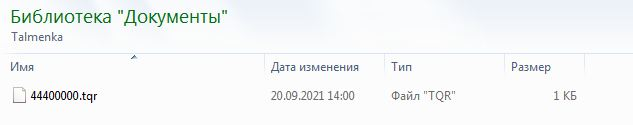 Библиотека "Документы"
Talmenka
Имя Дата изменения Тип Размер
44400000.tqr 20.09.2021 14:00 Файл "TQR" 1 КБ